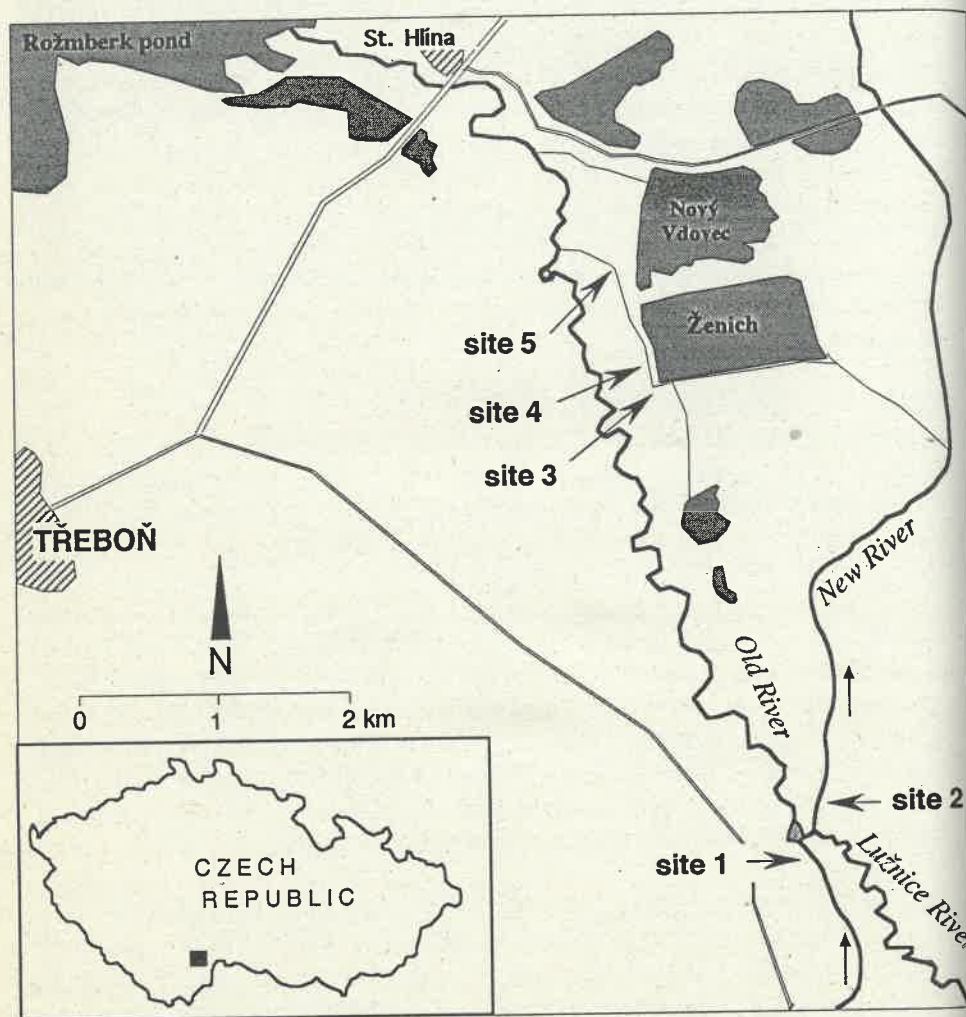 Rožmberk pond
St. Hlína
Nový
Vdovec
Ženich
site 5
site 4
site 3
TŘEBOŇ
New River
N
Old River
0 1 2 km
site 2
site 1
Lužnice River
CZECH
REPUBLIC